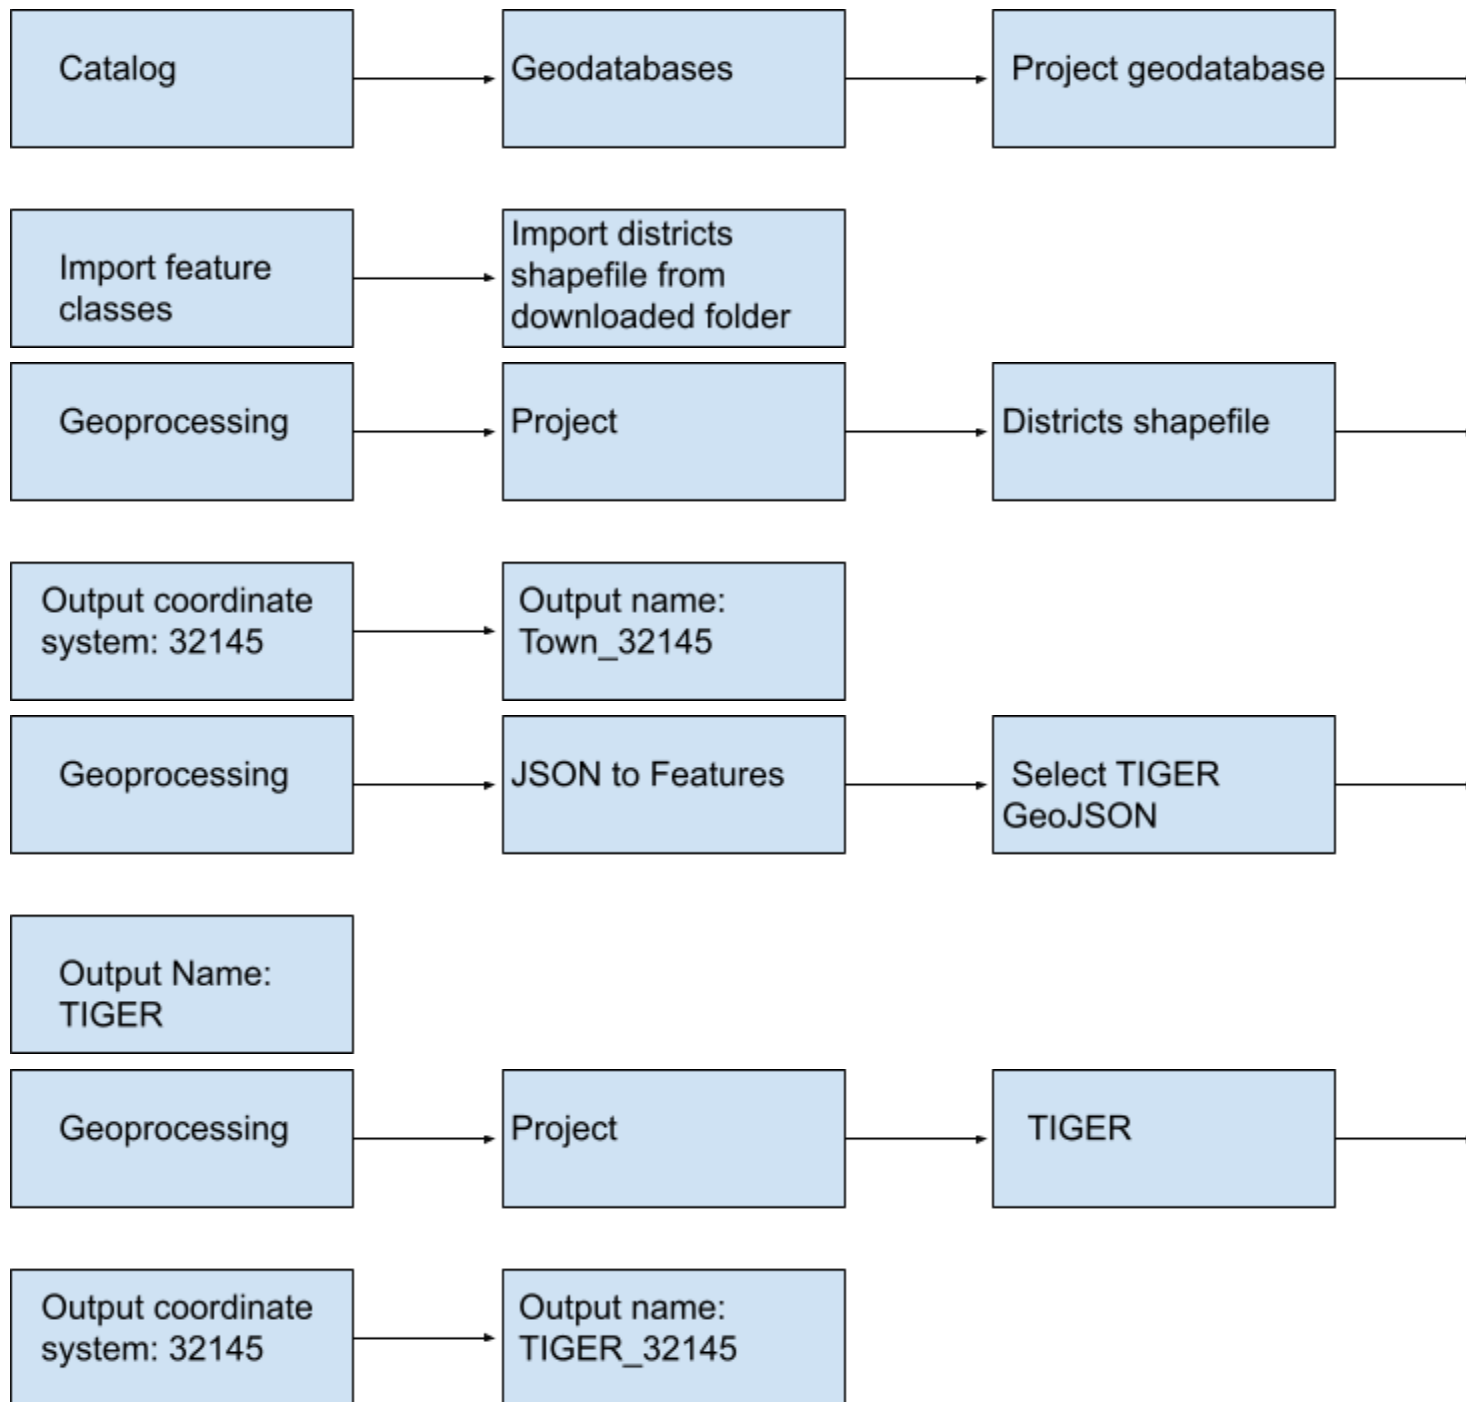 Catalog
Geodatabases
Project geodatabase
Import feature
classes
Import districts
shapefile from
downloaded folder
Geoprocessing
Project
Districts shapefile
Output coordinate
system: 32145
Output name:
Town_32145
Geoprocessing
JSON to Features
Select TIGER
GeoJSON
Output Name:
TIGER
Geoprocessing
Project
TIGER
Output coordinate
system: 32145
Output name:
TIGER_32145